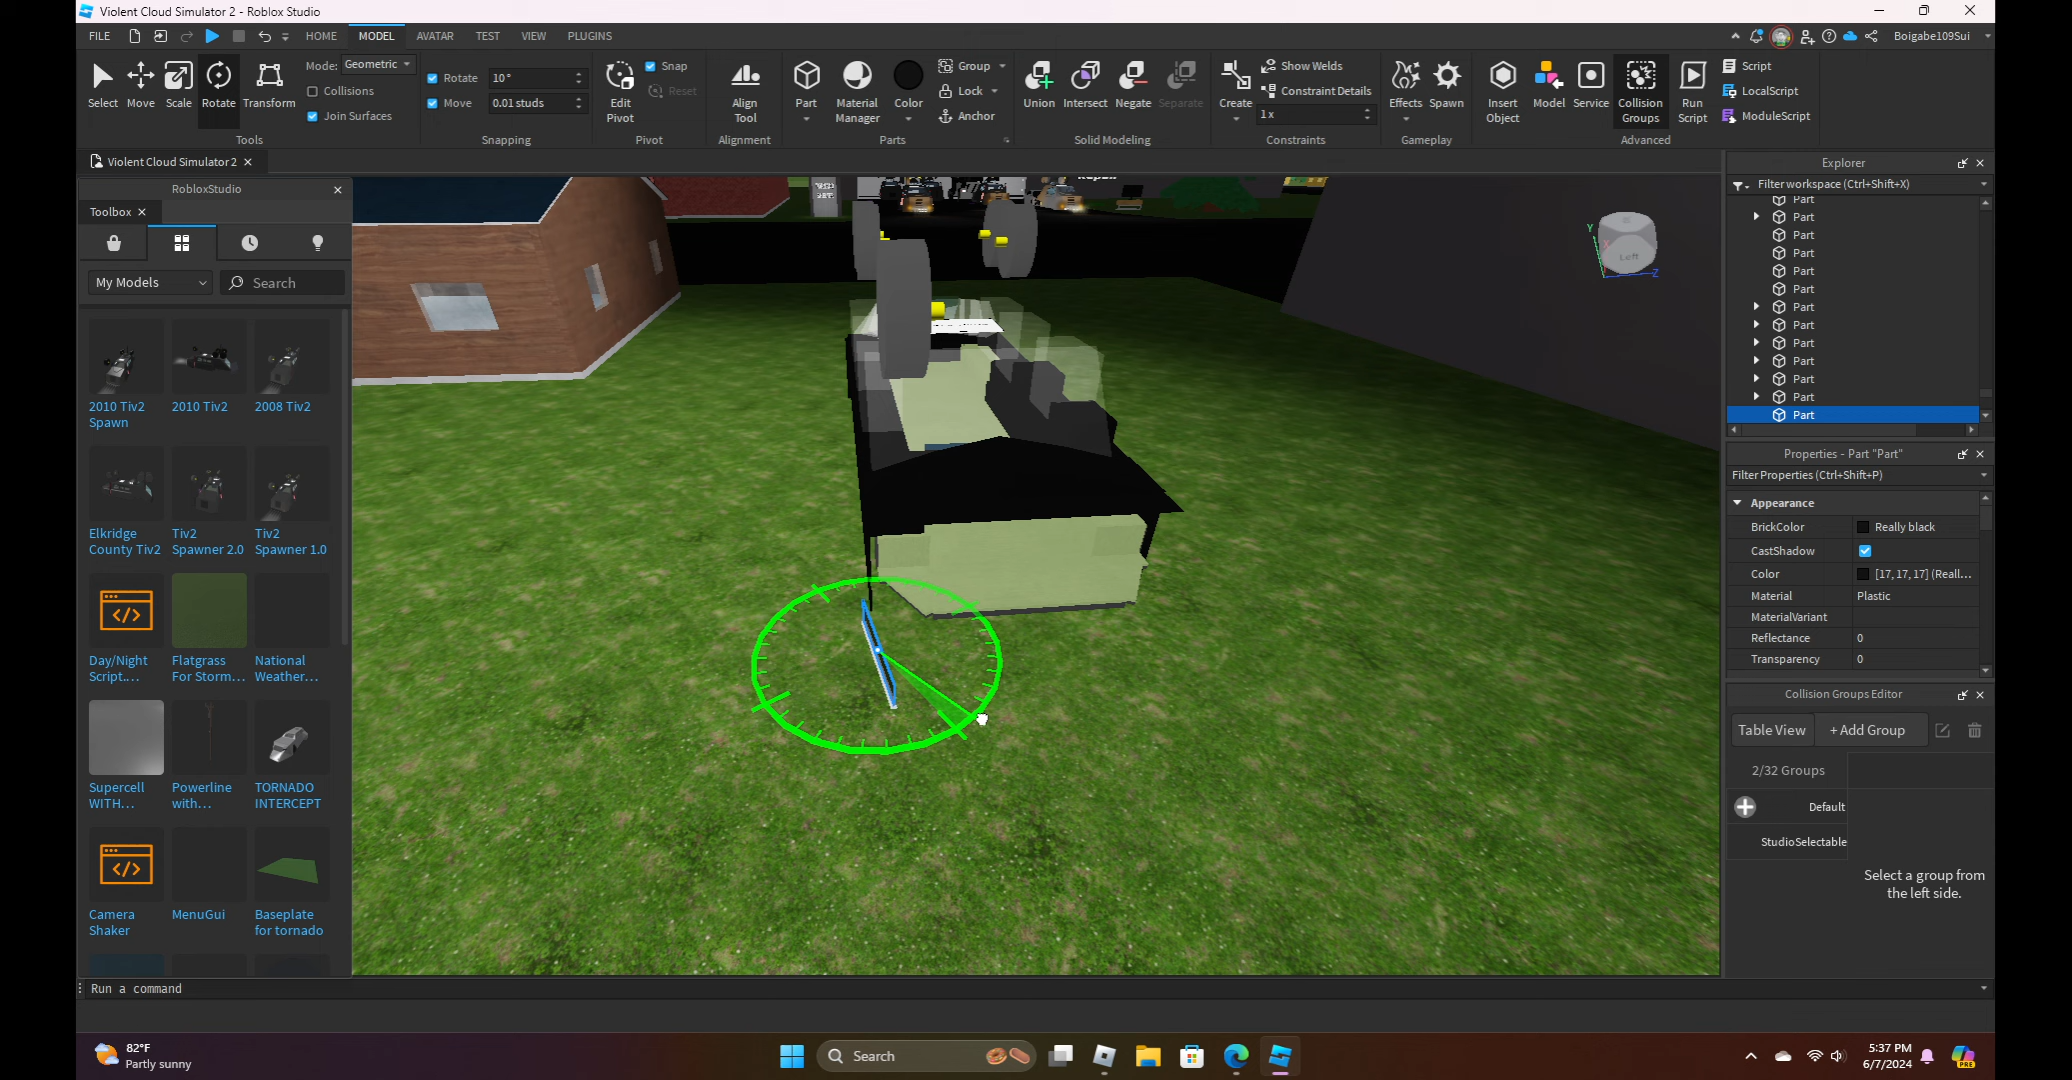 Violent Cloud Simulator 2 - Roblox Studio
FILE HOME MODEL AVATAR TEST VIEW PLUGINS Boigabe109Sui
Select Move Scale Rotate Transform
Mode: Geometric
Collisions
Join Surfaces
Tools
Rotate 10°
Move 0.01 studs
Snapping
Edit
Pivot
Snap
Reset
Pivot
Align
Tool
Alignment
Part
Material
Manager
Color
Group
Lock
Anchor
Parts
Union Intersect Negate Separate
Solid Modeling
Create
Show Welds
Constraint Details
1x
Constraints
Effects Spawn
Gameplay
Insert
Object
Model
Service
Collision
Groups
Run
Script
Script
LocalScript
ModuleScript
Advanced
Violent Cloud Simulator 2
RobloxStudio
Toolbox
My Models
Search
2010 Tiv2
Spawn
2010 Tiv2
2008 Tiv2
Elkridge
County Tiv2
Tiv2
Spawner 2.0
Tiv2
Spawner 1.0
Day/Night
Script....
Flatgrass
For Storm...
National
Weather...
Supercell
WITH...
Powerline
with...
TORNADO
INTERCEPT
Camera
Shaker
MenuGui
Baseplate
for tornado
Y
X
Z
Left
Explorer
Filter workspace (Ctrl+Shift+X)
Part
Part
Part
Part
Part
Part
Part
Part
Part
Part
Part
Part
Part
Properties - Part "Part"
Filter Properties (Ctrl+Shift+P)
Appearance
BrickColor Really black
CastShadow
Color [17, 17, 17] (Reall...
Material Plastic
MaterialVariant
Reflectance 0
Transparency 0
Collision Groups Editor
Table View + Add Group
2/32 Groups
Default
StudioSelectable
Select a group from
the left side.
Run a command
82°F
Partly sunny
Search
PRE
5:37 PM
6/7/2024